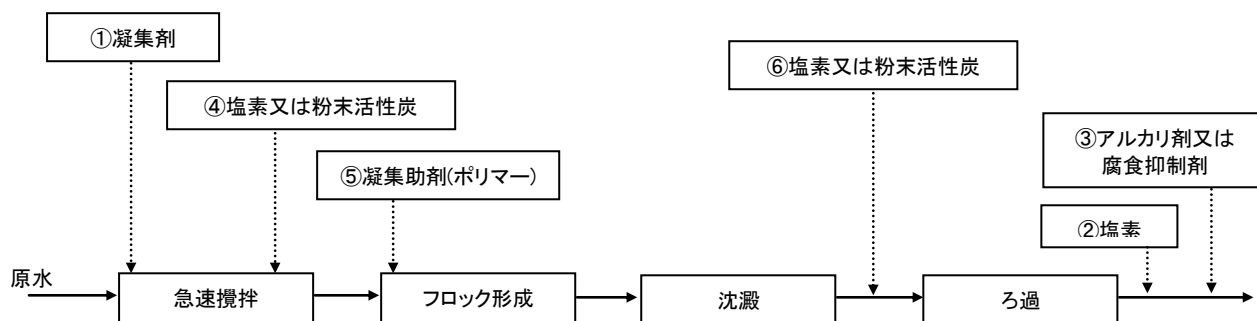 ①凝集剤
⑥塩素又は粉末活性炭
④塩素又は粉末活性炭
③アルカリ剤又は
腐食抑制剤
⑤凝集助剤(ポリマー)
②塩素
原水
急速攪拌
フロック形成
沈澱
ろ過